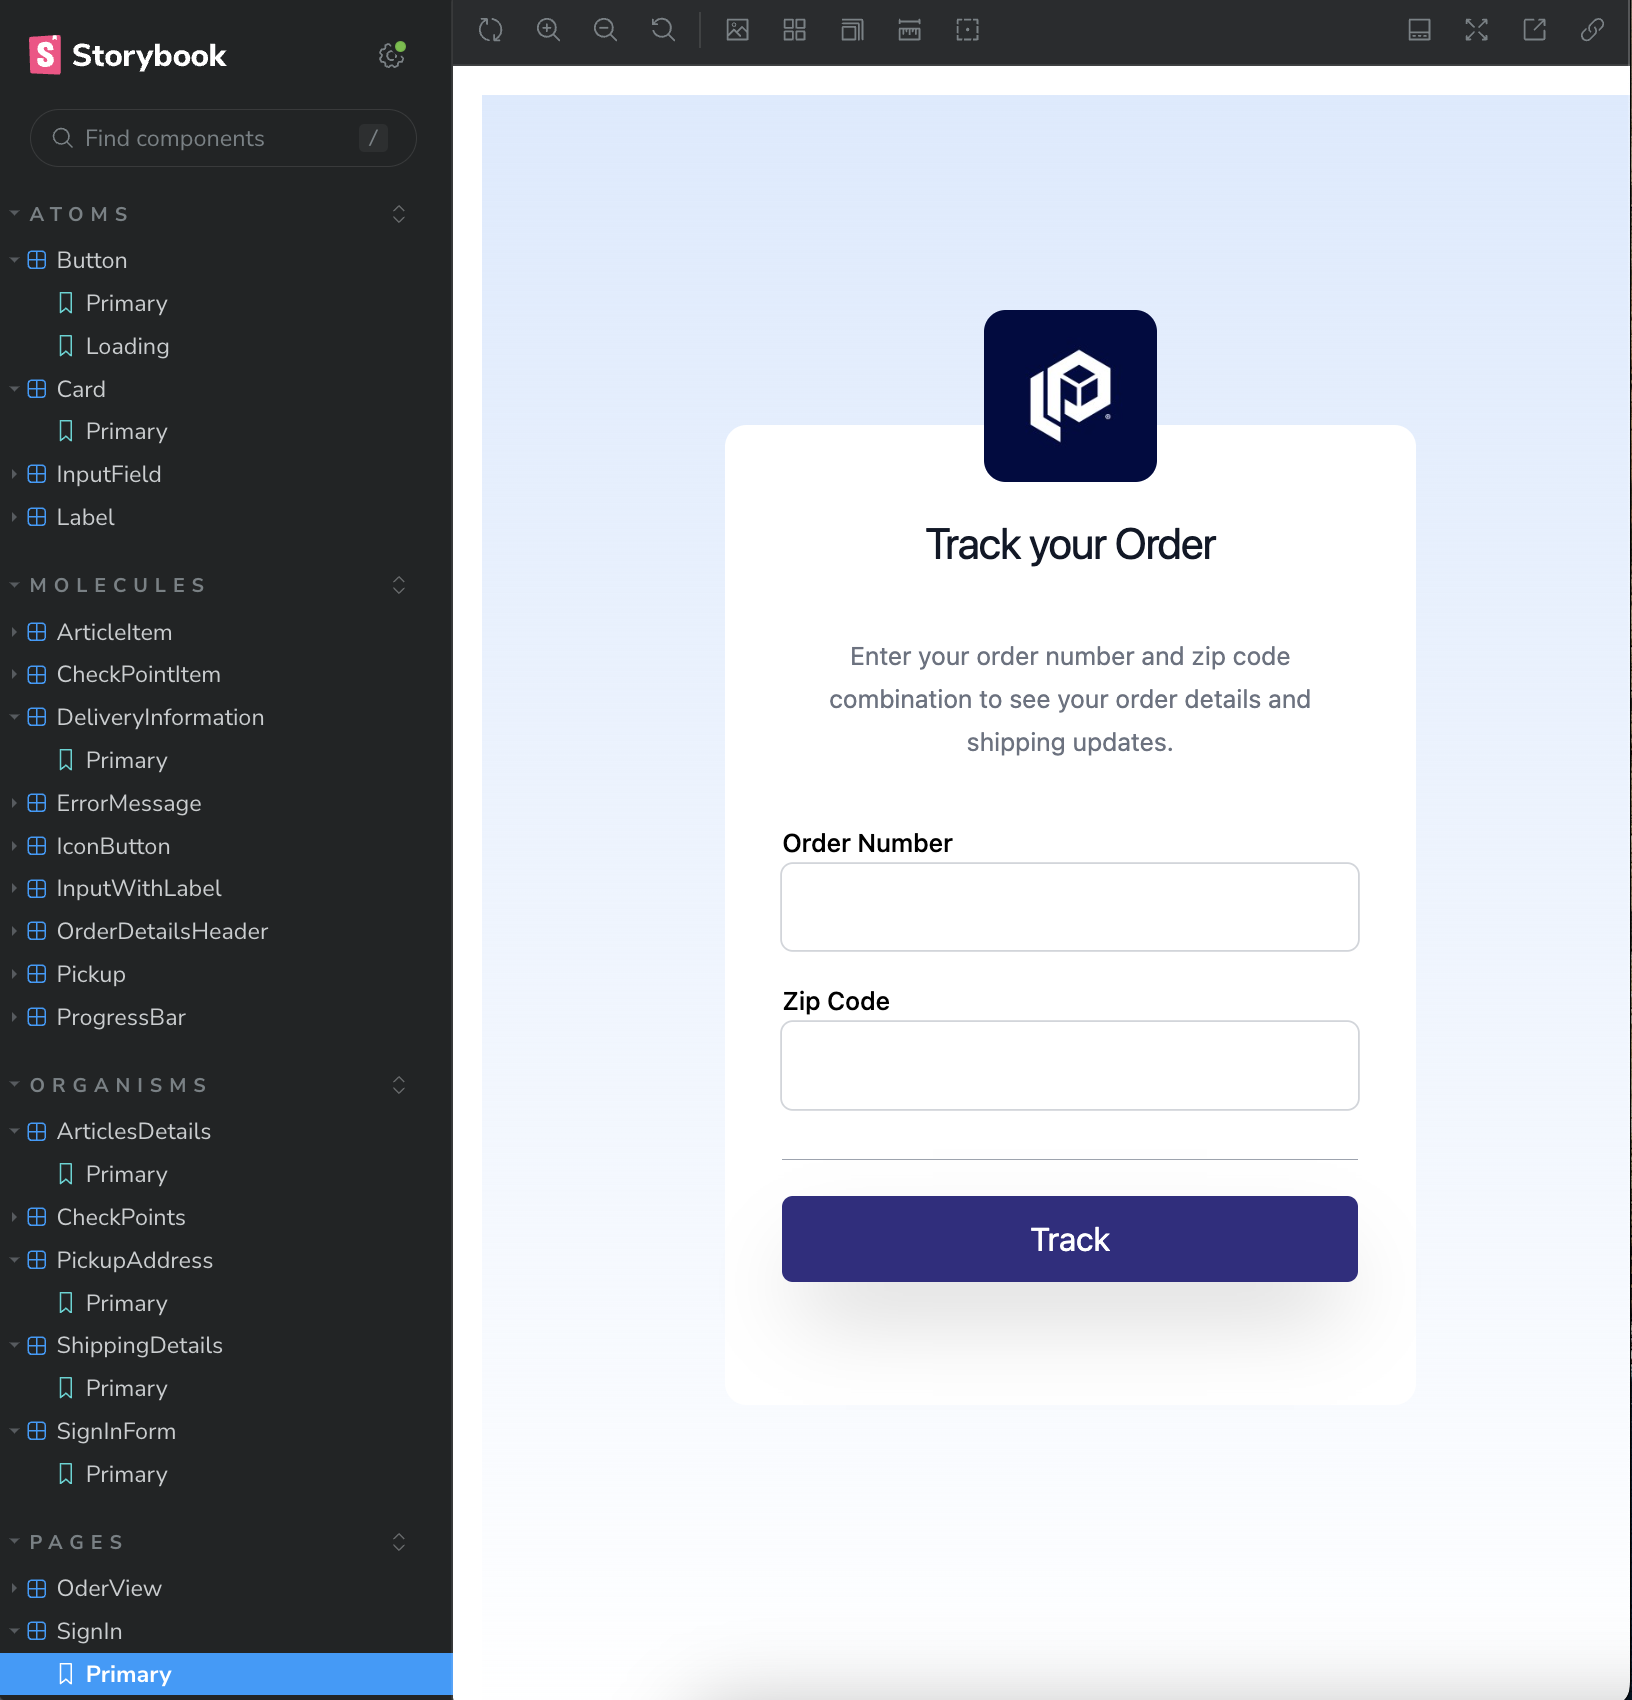 Storybook
Find components
/
ATOMS
Button
Primary
Loading
Card
Primary
InputField
Label
MOLECULES
ArticleItem
CheckPointItem
DeliveryInformation
Primary
ErrorMessage
IconButton
InputWithLabel
OrderDetailsHeader
Pickup
ProgressBar
ORGANISMS
ArticlesDetails
Primary
CheckPoints
PickupAddress
Primary
ShippingDetails
Primary
SignInForm
Primary
PAGES
OderView
SignIn
Primary
Track your Order
Enter your order number and zip code
combination to see your order details and
shipping updates.
Order Number
Zip Code
Track